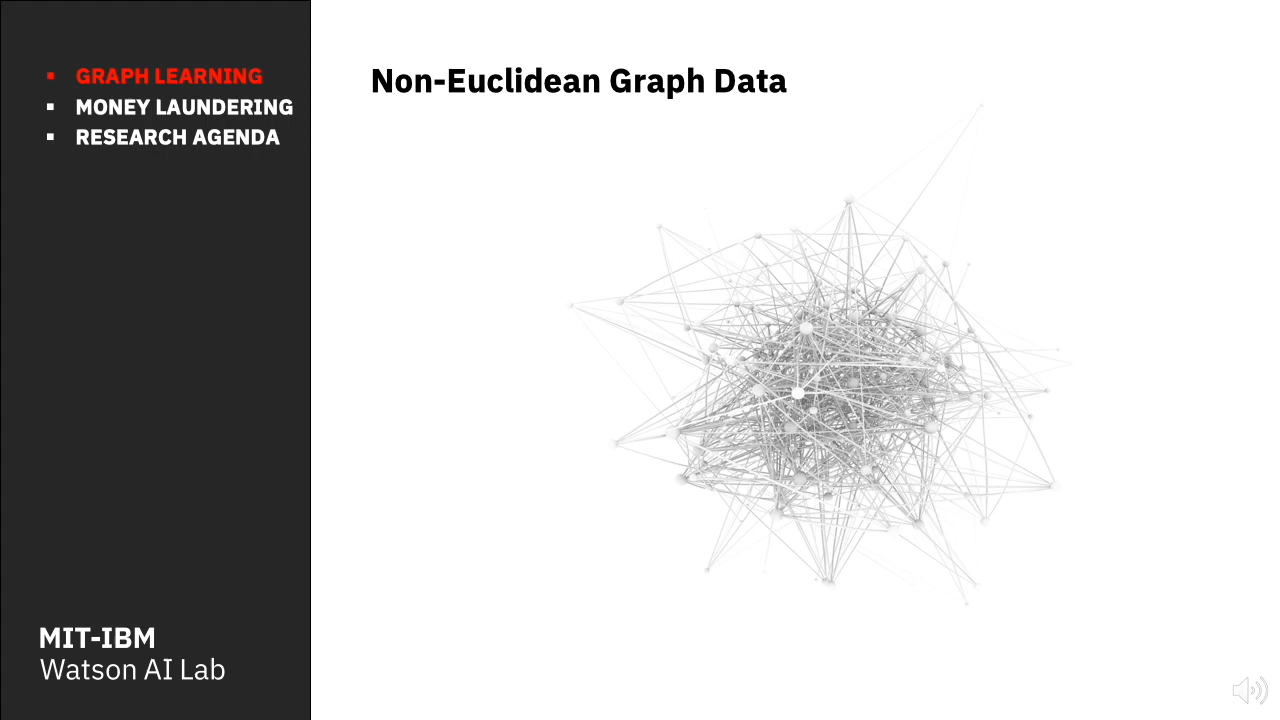 GRAPH LEARNING
MONEY LAUNDERING
RESEARCH AGENDA
Non-Euclidean Graph Data
MIT-IBM
Watson AI Lab